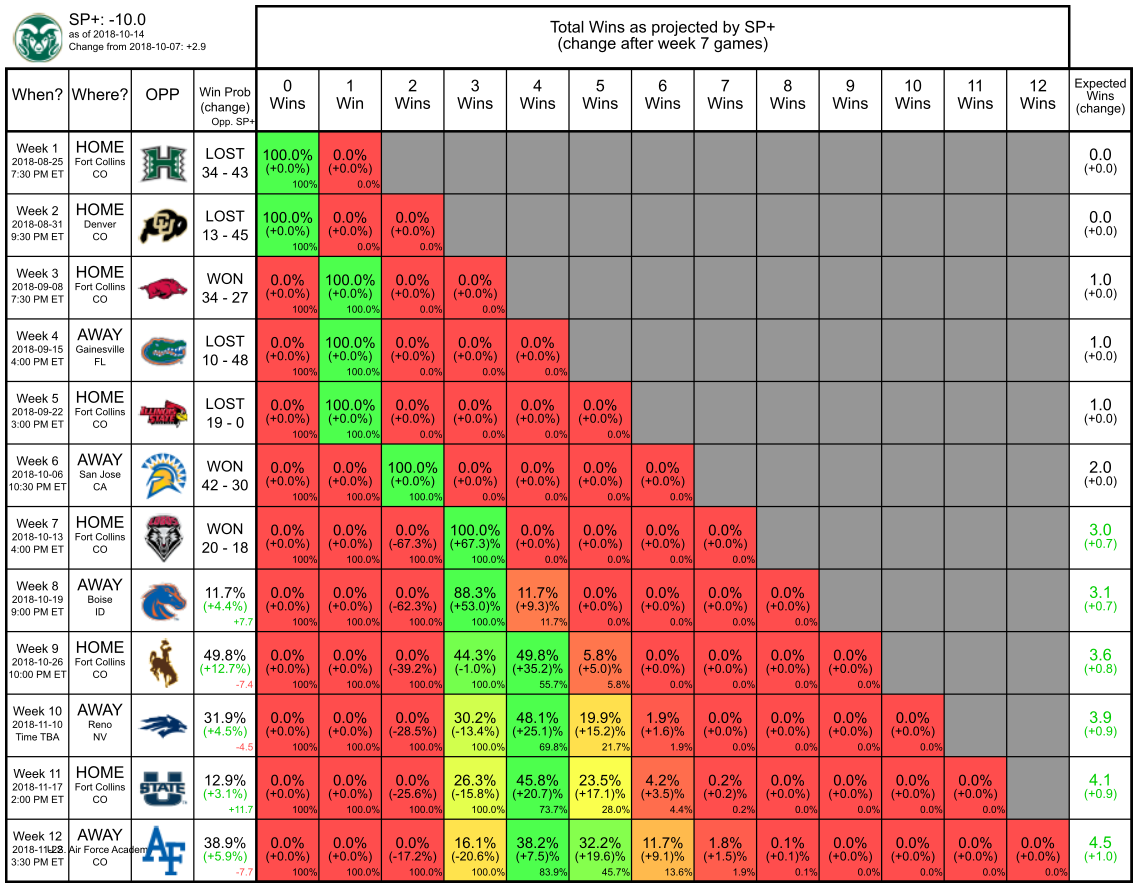 SP+: -10.0
as of 2018-10-14
Change from 2018-10-07: +2.9
Total Wins as projected by SP+
(change after week 7 games)
When? Where? OPP Win Prob (change) Opp. SP+ 0 Wins 1 Win 2 Wins 3 Wins 4 Wins 5 Wins 6 Wins 7 Wins 8 Wins 9 Wins 10 Wins 11 Wins 12 Wins Expected Wins (change)
Week 1 HOME LOST 100.0% 0.0% 0.0
2018-08-25 Fort Collins 34 - 43 (+0.0%) (+0.0%) (+0.0)
7:30 PM ET CO 100% 0.0%
Week 2 HOME LOST 100.0% 0.0% 0.0% 0.0
2018-08-31 Denver 13 - 45 (+0.0%) (+0.0%) (+0.0%) (+0.0)
9:30 PM ET CO 100% 0.0% 0.0%
Week 3 HOME WON 0.0% 100.0% 0.0% 0.0% 1.0
2018-09-08 Fort Collins 34 - 27 (+0.0%) (+0.0%) (+0.0%) (+0.0%) (+0.0)
7:30 PM ET CO 100% 100.0% 0.0% 0.0%
Week 4 AWAY LOST 0.0% 100.0% 0.0% 0.0% 0.0% 1.0
2018-09-15 Gainesville 10 - 48 (+0.0%) (+0.0%) (+0.0%) (+0.0%) (+0.0%) (+0.0)
4:00 PM ET FL 100% 100.0% 0.0% 0.0% 0.0%
Week 5 HOME ILLINOIS STATE LOST 0.0% 100.0% 0.0% 0.0% 0.0% 0.0% 1.0
2018-09-22 Fort Collins 19 - 0 (+0.0%) (+0.0%) (+0.0%) (+0.0%) (+0.0%) (+0.0%) (+0.0)
3:00 PM ET CO 100% 100.0% 0.0% 0.0% 0.0% 0.0%
Week 6 AWAY WON 0.0% 0.0% 100.0% 0.0% 0.0% 0.0% 0.0% 2.0
2018-10-06 San Jose 42 - 30 (+0.0%) (+0.0%) (+0.0%) (+0.0%) (+0.0%) (+0.0%) (+0.0%) (+0.0)
10:30 PM ET CA 100% 100.0% 100.0% 0.0% 0.0% 0.0% 0.0%
Week 7 HOME LOBOS WON 0.0% 0.0% 0.0% 100.0% 0.0% 0.0% 0.0% 0.0% 3.0
2018-10-13 Fort Collins 20 - 18 (+0.0%) (+0.0%) (-67.3%) (+67.3)% (+0.0%) (+0.0%) (+0.0%) (+0.0%) (+0.7)
4:00 PM ET CO 100% 100.0% 100.0% 100.0% 0.0% 0.0% 0.0% 0.0%
Week 8 AWAY 11.7% 0.0% 0.0% 0.0% 88.3% 11.7% 0.0% 0.0% 0.0% 0.0% 3.1
2018-10-19 Boise (+4.4%) (+0.0%) (+0.0%) (-62.3%) (+53.0)% (+9.3)% (+0.0%) (+0.0%) (+0.0%) (+0.0%) (+0.7)
9:00 PM ET ID +7.7 100% 100.0% 100.0% 100.0% 11.7% 0.0% 0.0% 0.0% 0.0%
Week 9 HOME 49.8% 0.0% 0.0% 0.0% 44.3% 49.8% 5.8% 0.0% 0.0% 0.0% 0.0% 3.6
2018-10-26 Fort Collins (+12.7%) (+0.0%) (+0.0%) (-39.2%) (-1.0%) (+35.2)% (+5.0)% (+0.0%) (+0.0%) (+0.0%) (+0.0%) (+0.8)
10:00 PM ET CO -7.4 100% 100.0% 100.0% 100.0% 55.7% 5.8% 0.0% 0.0% 0.0% 0.0%
Week 10 AWAY 31.9% 0.0% 0.0% 0.0% 30.2% 48.1% 19.9% 1.9% 0.0% 0.0% 0.0% 0.0% 3.9
2018-11-10 Reno (+4.5%) (+0.0%) (+0.0%) (-28.5%) (-13.4%) (+25.1)% (+15.2)% (+1.6)% (+0.0%) (+0.0%) (+0.0%) (+0.0%) (+0.9)
Time TBA NV -4.5 100% 100.0% 100.0% 100.0% 69.8% 21.7% 1.9% 0.0% 0.0% 0.0% 0.0%
Week 11 HOME U STATE 12.9% 0.0% 0.0% 0.0% 26.3% 45.8% 23.5% 4.2% 0.2% 0.0% 0.0% 0.0% 0.0% 4.1
2018-11-17 Fort Collins (+3.1%) (+0.0%) (+0.0%) (-25.6%) (-15.8%) (+20.7)% (+17.1)% (+3.5)% (+0.2)% (+0.0%) (+0.0%) (+0.0%) (+0.0%) (+0.9)
2:00 PM ET CO +11.7 100% 100.0% 100.0% 100.0% 73.7% 28.0% 4.4% 0.2% 0.0% 0.0% 0.0% 0.0%
Week 12 AWAY AF 38.9% 0.0% 0.0% 0.0% 16.1% 38.2% 32.2% 11.7% 1.8% 0.1% 0.0% 0.0% 0.0% 0.0% 4.5
Air Force Academy (+5.9%) (+0.0%) (+0.0%) (-17.2%) (-20.6%) (+7.5)% (+19.6)% (+9.1)% (+1.5)% (+0.1)% (+0.0%) (+0.0%) (+0.0%) (+0.0%) (+1.0)
3:30 PM ET CO -7.7 100% 100.0% 100.0% 100.0% 83.9% 45.7% 13.6% 1.9% 0.1% 0.0% 0.0% 0.0% 0.0%